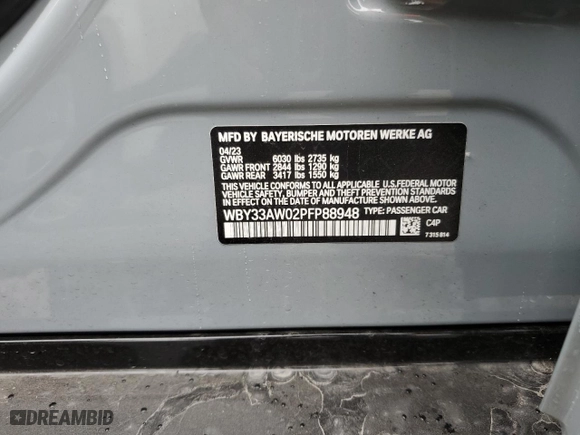 MFD BY BAYERISCHE MOTOREN WERKE AG
04/23
GVWR 6030 lbs 2735 kg
GAWR FRONT 2844 lbs 1290 kg
GAWR REAR 3417 lbs 1550 kg
THIS VEHICLE CONFORMS TO ALL APPLICABLE U.S.FEDERAL MOTOR
VEHICLE SAFETY, BUMPER, AND THEFT PREVENTION STANDARDS
IN EFFECT ON THE DATE OF MANUFACTURE SHOWN ABOVE.
WBY33AW02PFP88948 TYPE: PASSENGER CAR
C4P
7315814
DREAMBID